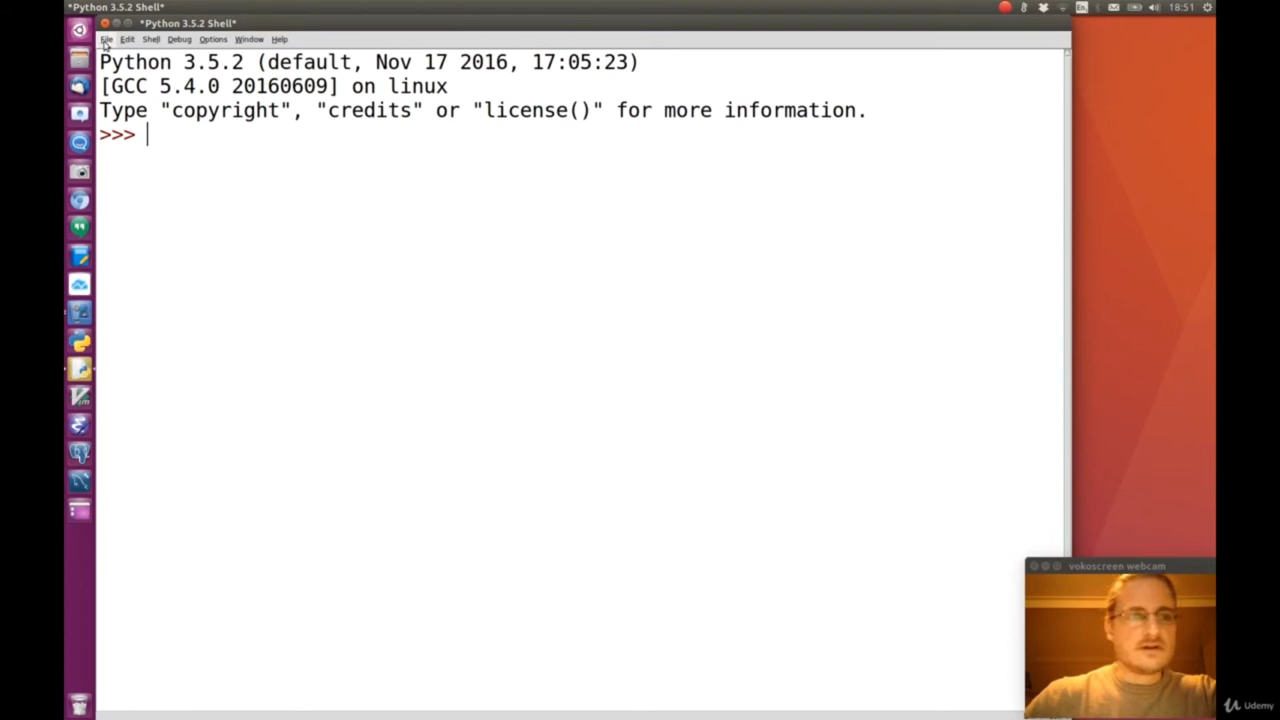 *Python 3.5.2 Shell*
18:51
*Python 3.5.2 Shell*
File Edit Shell Debug Options Window Help
Python 3.5.2 (default, Nov 17 2016, 17:05:23)
[GCC 5.4.0 20160609] on linux
Type "copyright", "credits" or "license()" for more information.
>>>
vokoscreen webcam
Udemy